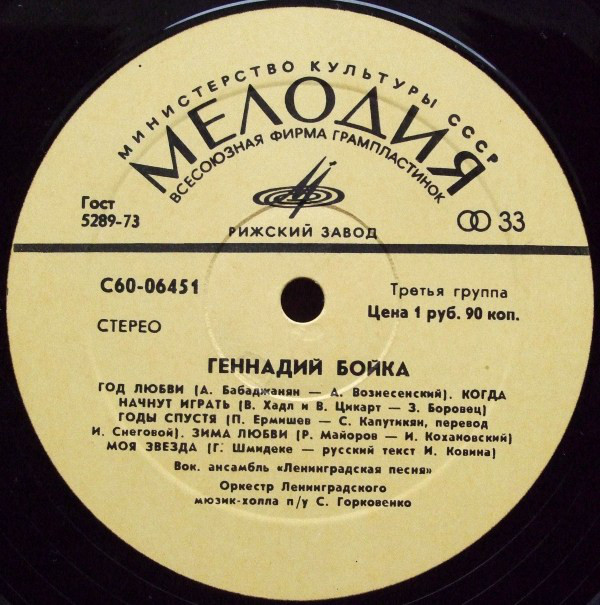 МИНИСТЕРСТВО КУЛЬТУРЫ СССР
МЕЛОДИЯ
ВСЕСОЮЗНАЯ ФИРМА ГРАМПЛАСТИНОК
Гост
5289-73
33
РИЖСКИЙ ЗАВОД
С60-06451
Третья группа
Цена 1 руб. 90 коп.
СТЕРЕО
ГЕННАДИЙ БОЙКА
ГОД ЛЮБВИ (А. Бабаджанян — А. Вознесенский). КОГДА
НАЧНУТ ИГРАТЬ (В. Хадл и В. Цикарт — З. Боровец)
ГОДЫ СПУСТЯ (П. Ермишев — С. Капутикян, перевод
И. Снеговой). ЗИМА ЛЮБВИ (Р. Майоров — И. Кохановский)
МОЯ ЗВЕЗДА (Г. Шмидеке — русский текст И. Ковина)
Вок. ансамбль «Ленинградская песня»
Оркестр Ленинградского
мюзик-холла п/у С. Горковенко